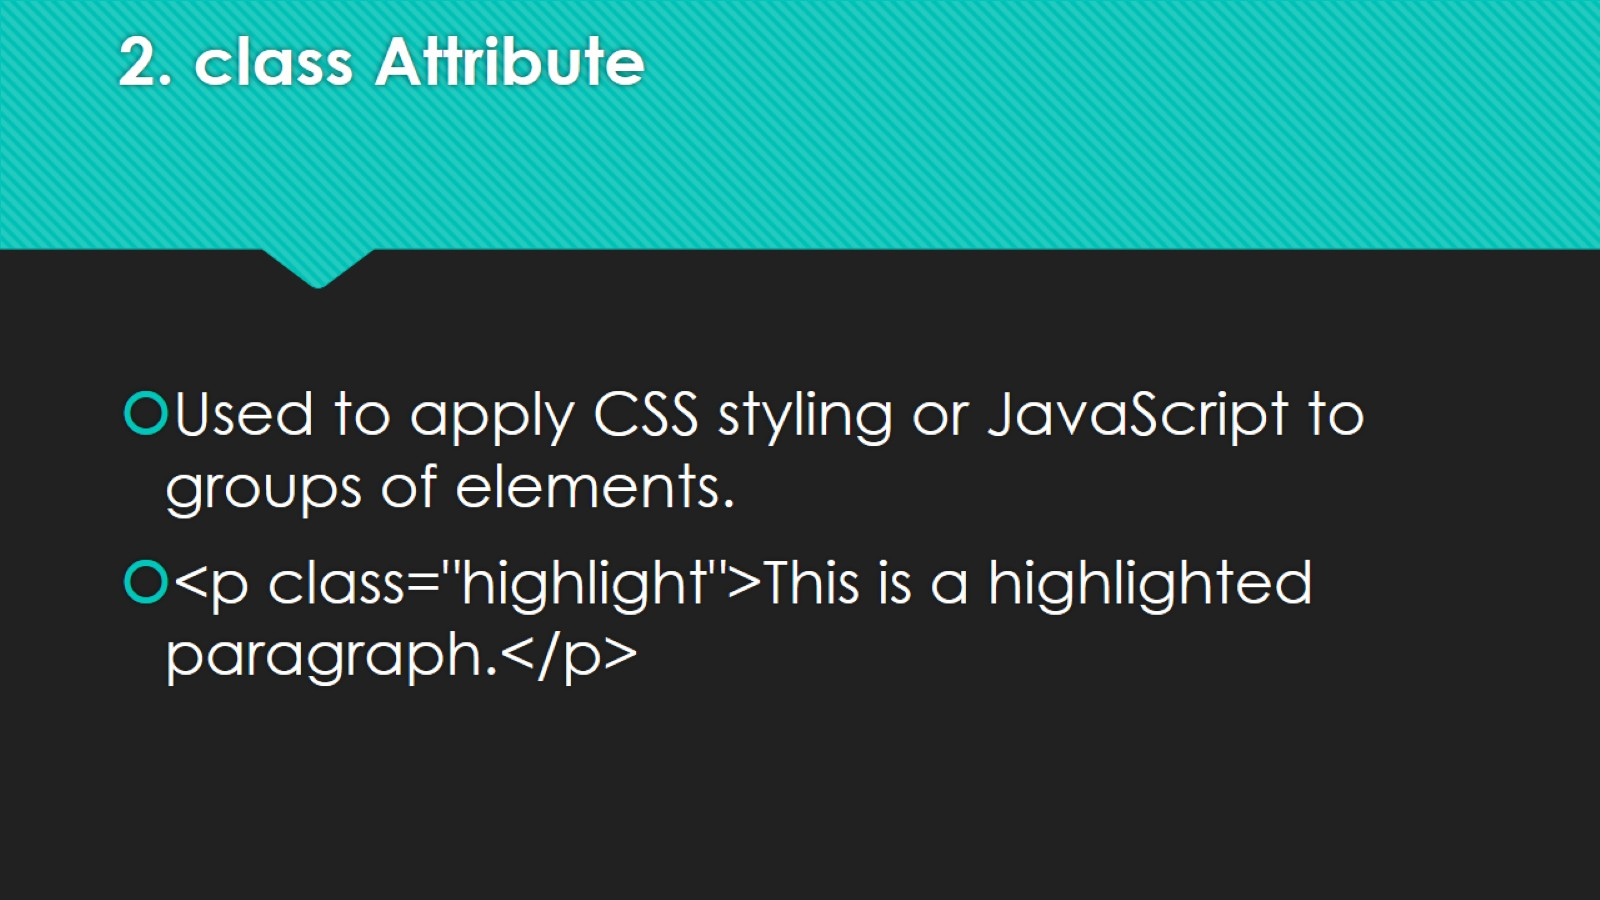 2. class Attribute
Used to apply CSS styling or JavaScript to
groups of elements.
<p class="highlight">This is a highlighted
paragraph.</p>